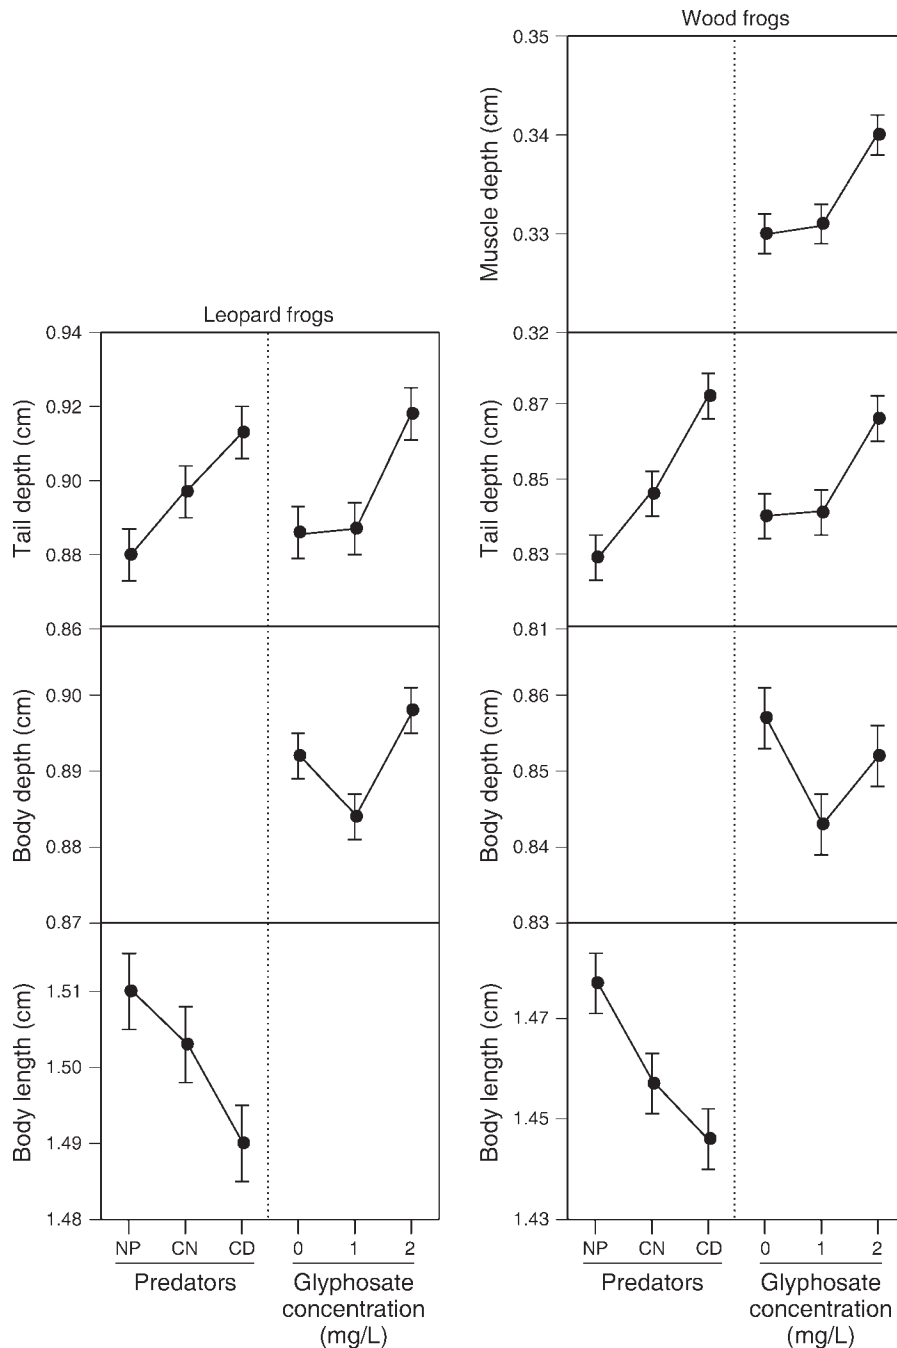 Wood frogs
0.35
0.34
0.33
0.32
Muscle depth (cm)
Leopard frogs
0.94
0.92
0.90
0.88
0.86
Tail depth (cm)
0.87
0.85
0.83
0.81
Tail depth (cm)
0.90
0.89
0.88
0.87
Body depth (cm)
0.86
0.85
0.84
0.83
Body depth (cm)
1.51
1.50
1.49
1.48
Body length (cm)
1.47
1.45
1.43
Body length (cm)
NP CN CD 0 1 2
Predators Glyphosate
concentration
(mg/L)
NP CN CD 0 1 2
Predators Glyphosate
concentration
(mg/L)